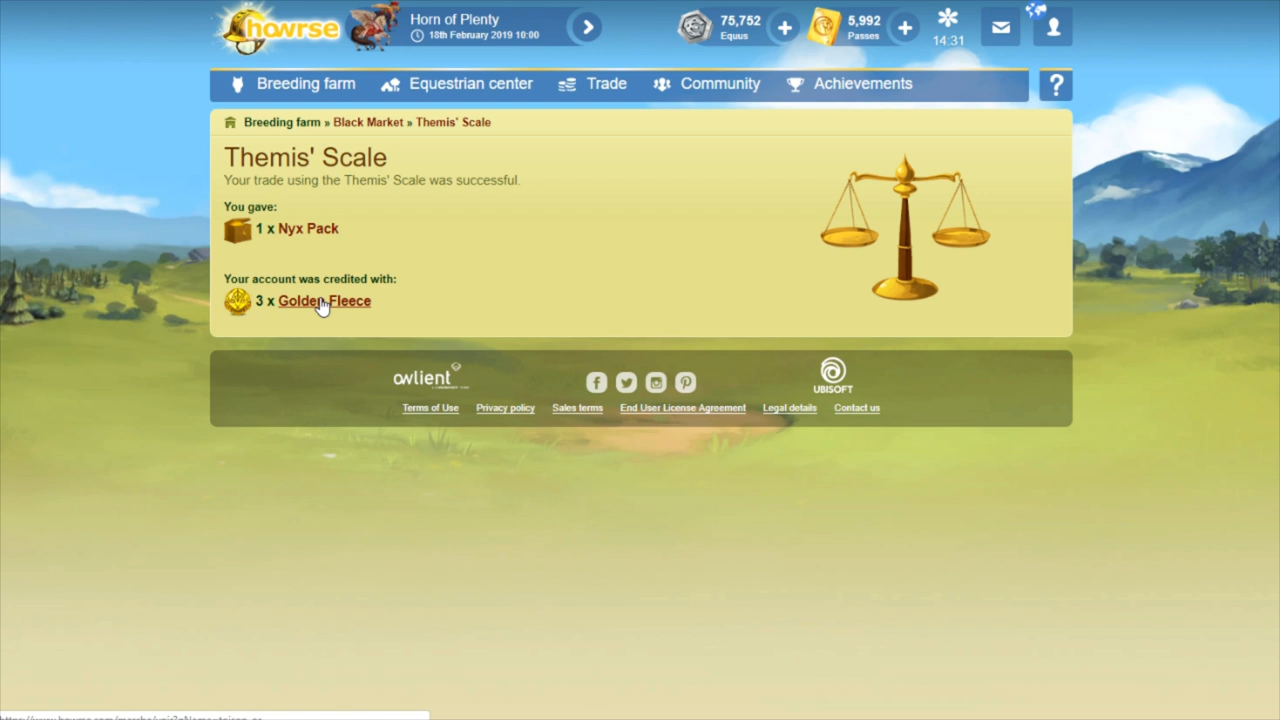 howrse
Horn of Plenty
18th February 2019 10:00
75,752
Equus
5,992
Passes
14:31
Breeding farm
Equestrian center
Trade
Community
Achievements
?
Breeding farm » Black Market » Themis' Scale
Themis' Scale
Your trade using the Themis' Scale was successful.
You gave:
1 x Nyx Pack
Your account was credited with:
3 x Golden Fleece
owlient
UBISOFT
Terms of Use
Privacy policy
Sales terms
End User License Agreement
Legal details
Contact us